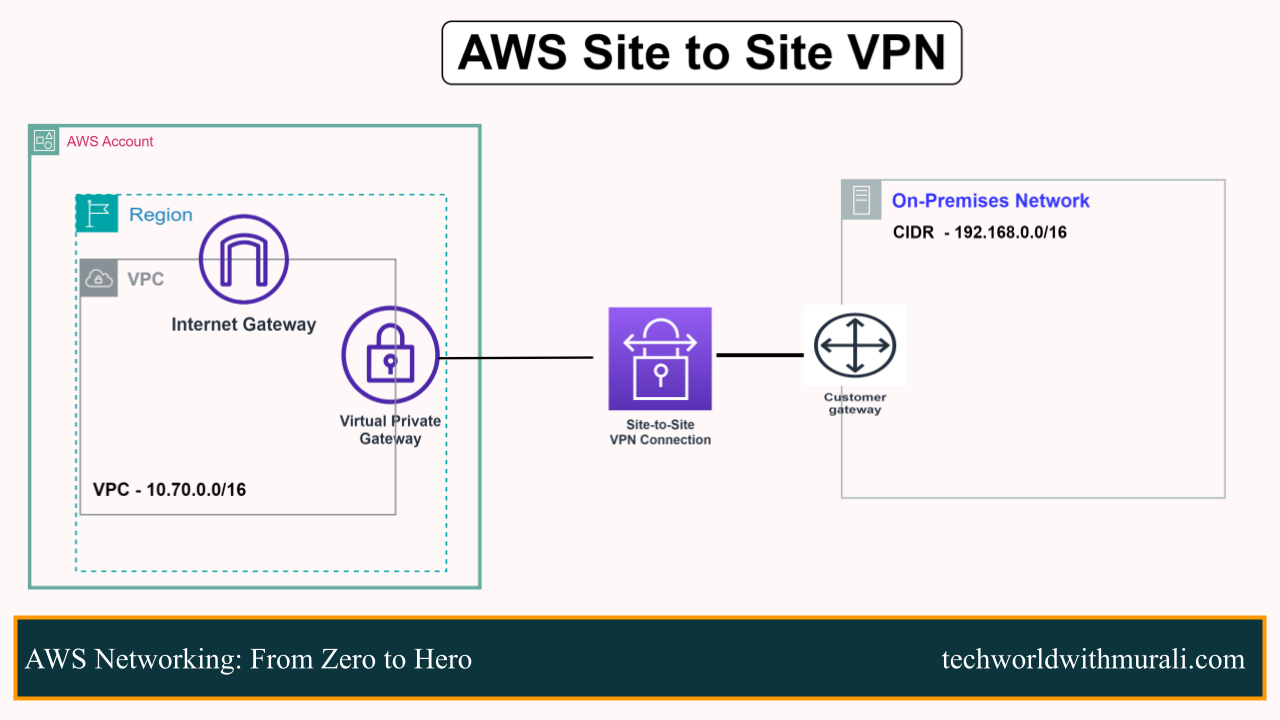 AWS Site to Site VPN
AWS Account
Region
VPC
Internet Gateway
Virtual Private
Gateway
VPC - 10.70.0.0/16
Site-to-Site
VPN Connection
On-Premises Network
CIDR - 192.168.0.0/16
Customer
gateway
AWS Networking: From Zero to Hero
techworldwithmurali.com